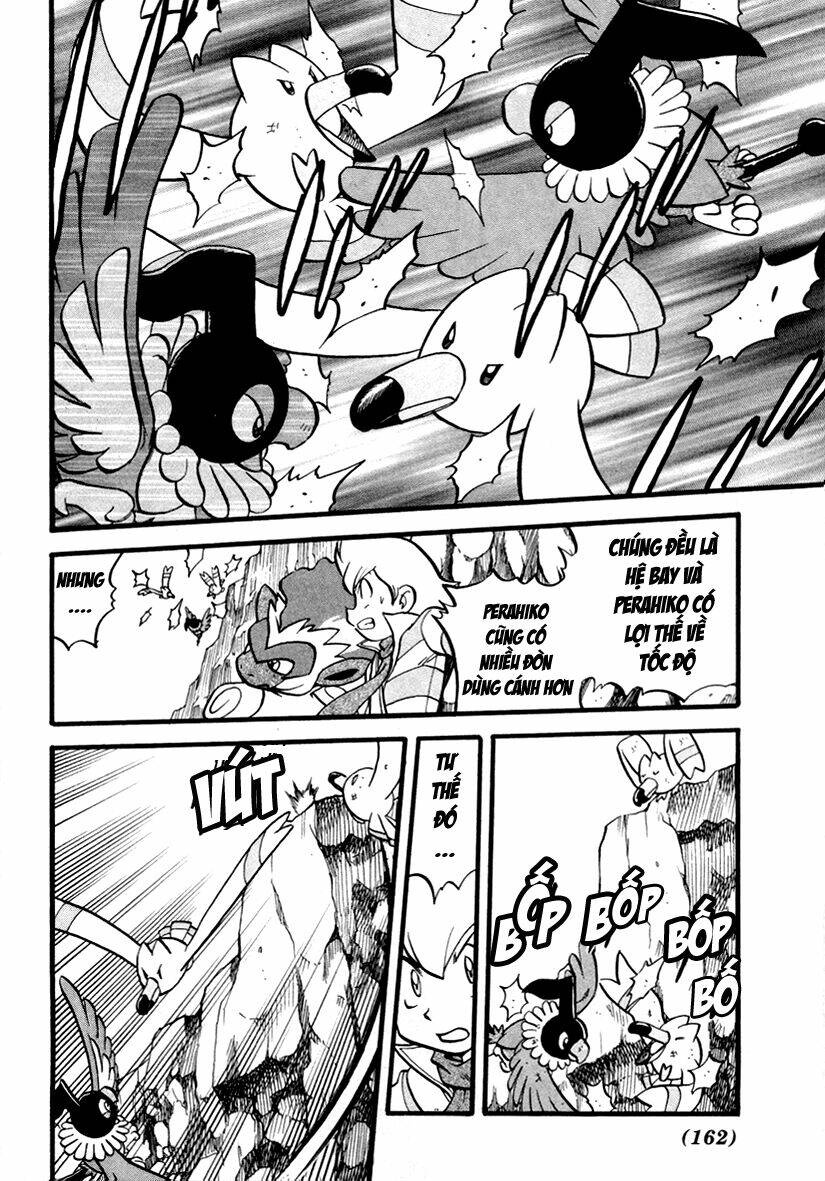 CHÚNG ĐỀU LÀ
HỆ BAY VÀ
PERAHIKO CÓ
LỢI THẾ VỀ
TỐC ĐỘ
PERAHIKO
CŨNG CÓ
NHIỀU ĐÒN
DỪNG CÁNH HƠN
NHƯNG
....
BỐP
BỐP
BỐP
BỐ
TƯ
THẾ
ĐÓ
...
VÚT
(162)